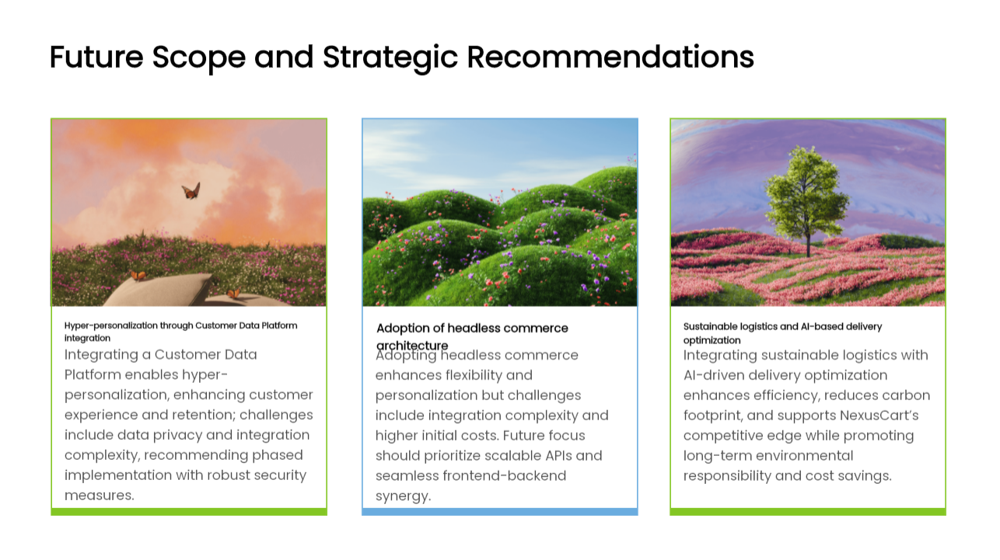 Future Scope and Strategic Recommendations
Hyper-personalization through Customer Data Platform
integration
Integrating a Customer Data
Platform enables hyper-
personalization, enhancing customer
experience and retention; challenges
include data privacy and integration
complexity, recommending phased
implementation with robust security
measures.
Adoption of headless commerce
architecture
Adopting headless commerce
enhances flexibility and
personalization but challenges
include integration complexity and
higher initial costs. Future focus
should prioritize scalable APIs and
seamless frontend-backend
synergy.
Sustainable logistics and AI-based delivery
optimization
Integrating sustainable logistics with
AI-driven delivery optimization
enhances efficiency, reduces carbon
footprint, and supports NexusCart’s
competitive edge while promoting
long-term environmental
responsibility and cost savings.